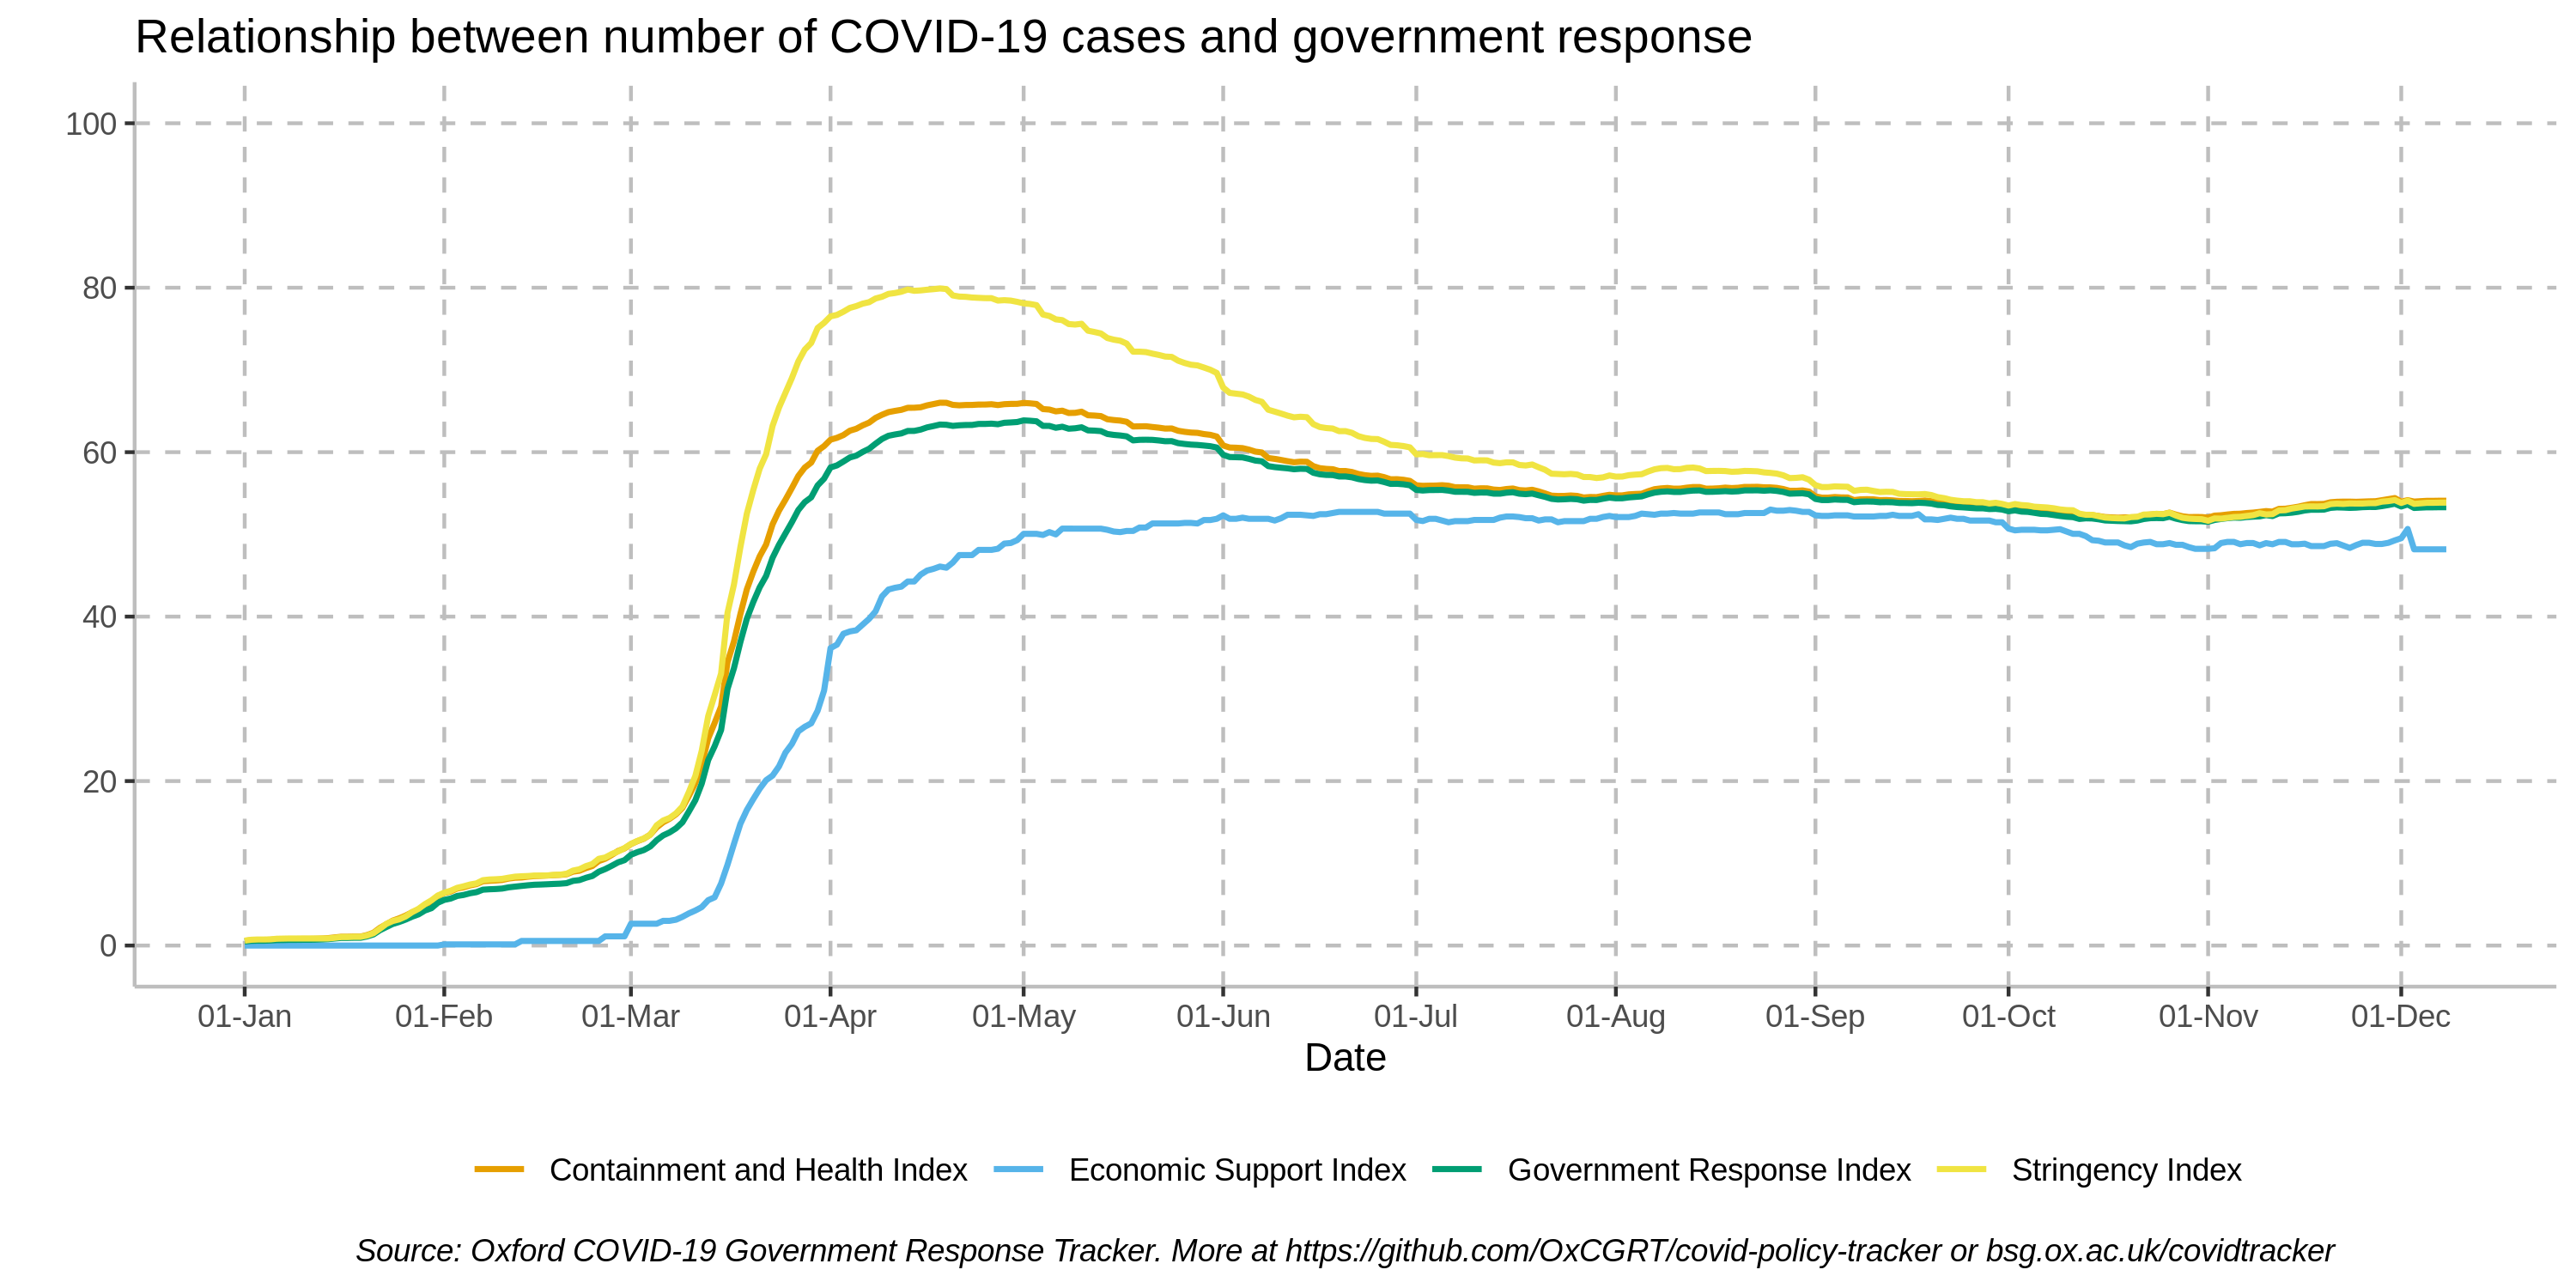 Relationship between number of COVID-19 cases and government response
100
80
60
40
20
0
01-Jan 01-Feb 01-Mar 01-Apr 01-May 01-Jun 01-Jul 01-Aug 01-Sep 01-Oct 01-Nov 01-Dec
Date
Containment and Health Index Economic Support Index Government Response Index Stringency Index
Source: Oxford COVID-19 Government Response Tracker. More at https://github.com/OxCGRT/covid-policy-tracker or bsg.ox.ac.uk/covidtracker